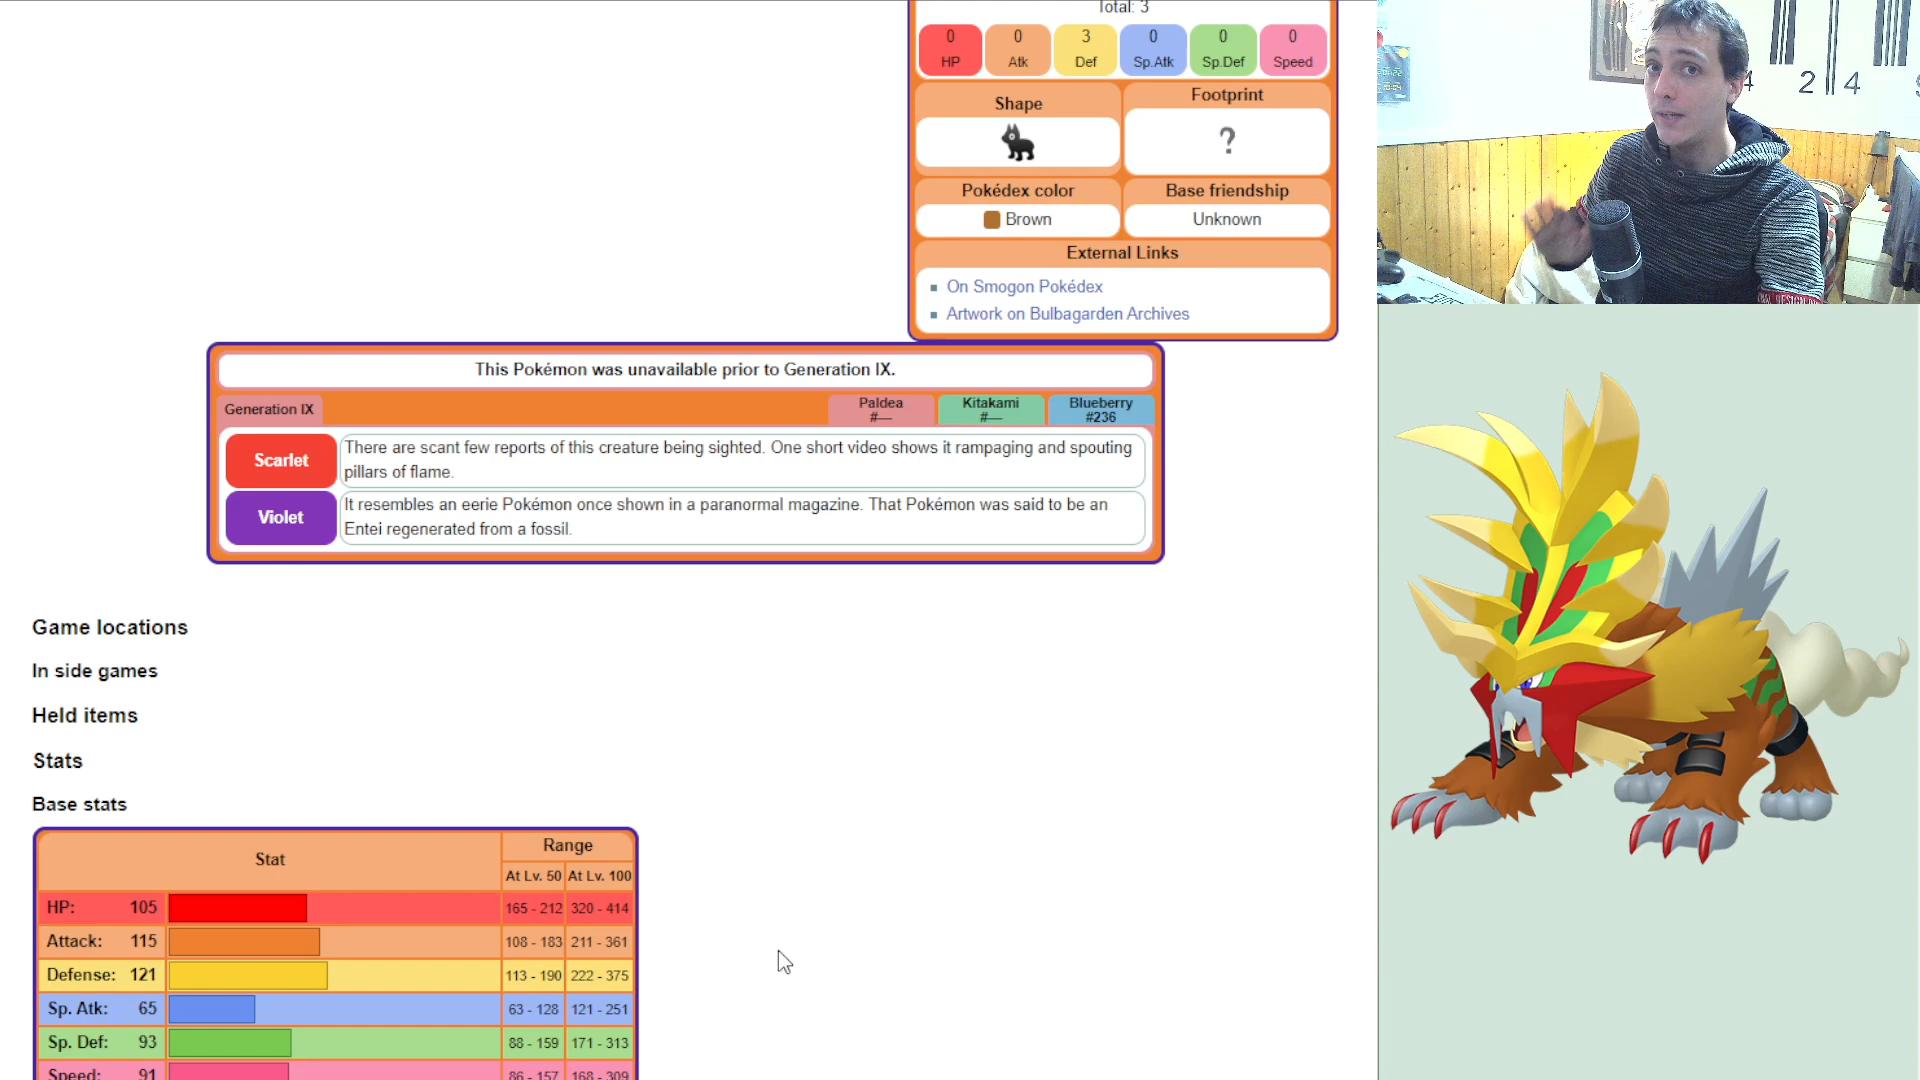 Total: 3
0 0 3 0 0 0
HP Atk Def Sp.Atk Sp.Def Speed
Shape Footprint
?
Pokédex color Base friendship
Brown Unknown
External Links
On Smogon Pokédex
Artwork on Bulbagarden Archives
This Pokémon was unavailable prior to Generation IX.
Generation IX Paldea Kitakami Blueberry
#— #— #236
Scarlet
There are scant few reports of this creature being sighted. One short video shows it rampaging and spouting
pillars of flame.
Violet
It resembles an eerie Pokémon once shown in a paranormal magazine. That Pokémon was said to be an
Entei regenerated from a fossil.
Game locations
In side games
Held items
Stats
Base stats
Stat Range
At Lv. 50 At Lv. 100
HP: 105 165 - 212 320 - 414
Attack: 115 108 - 183 211 - 361
Defense: 121 113 - 190 222 - 375
Sp. Atk: 65 63 - 128 121 - 251
Sp. Def: 93 88 - 159 171 - 313
Speed: 91 86 - 157 168 - 309
4 2 4